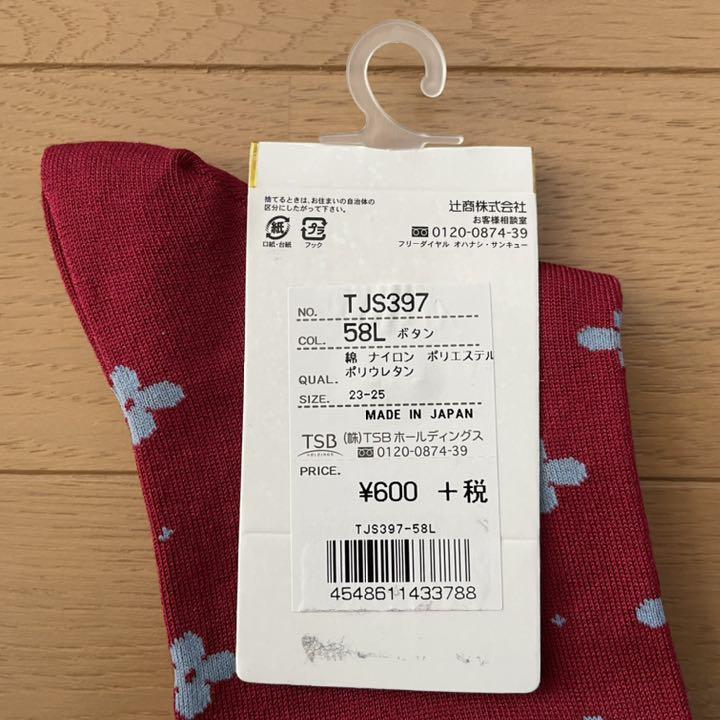 捨てるときは、お住まいの自治体の
区分にしたがって下さい。
紙
口紙・台紙
プラ
フック
辻商株式会社
お客様相談室
0120-0874-39
フリーダイヤル オハナシ・サンキュー
NO. TJS397
COL. 58L ボタン
綿 ナイロン ポリエステル
QUAL. ポリウレタン
SIZE. 23-25
MADE IN JAPAN
TSB HOLDINGS (株)TSBホールディングス
0120-0874-39
PRICE.
¥600 +税
TJS397-58L
4548611433788